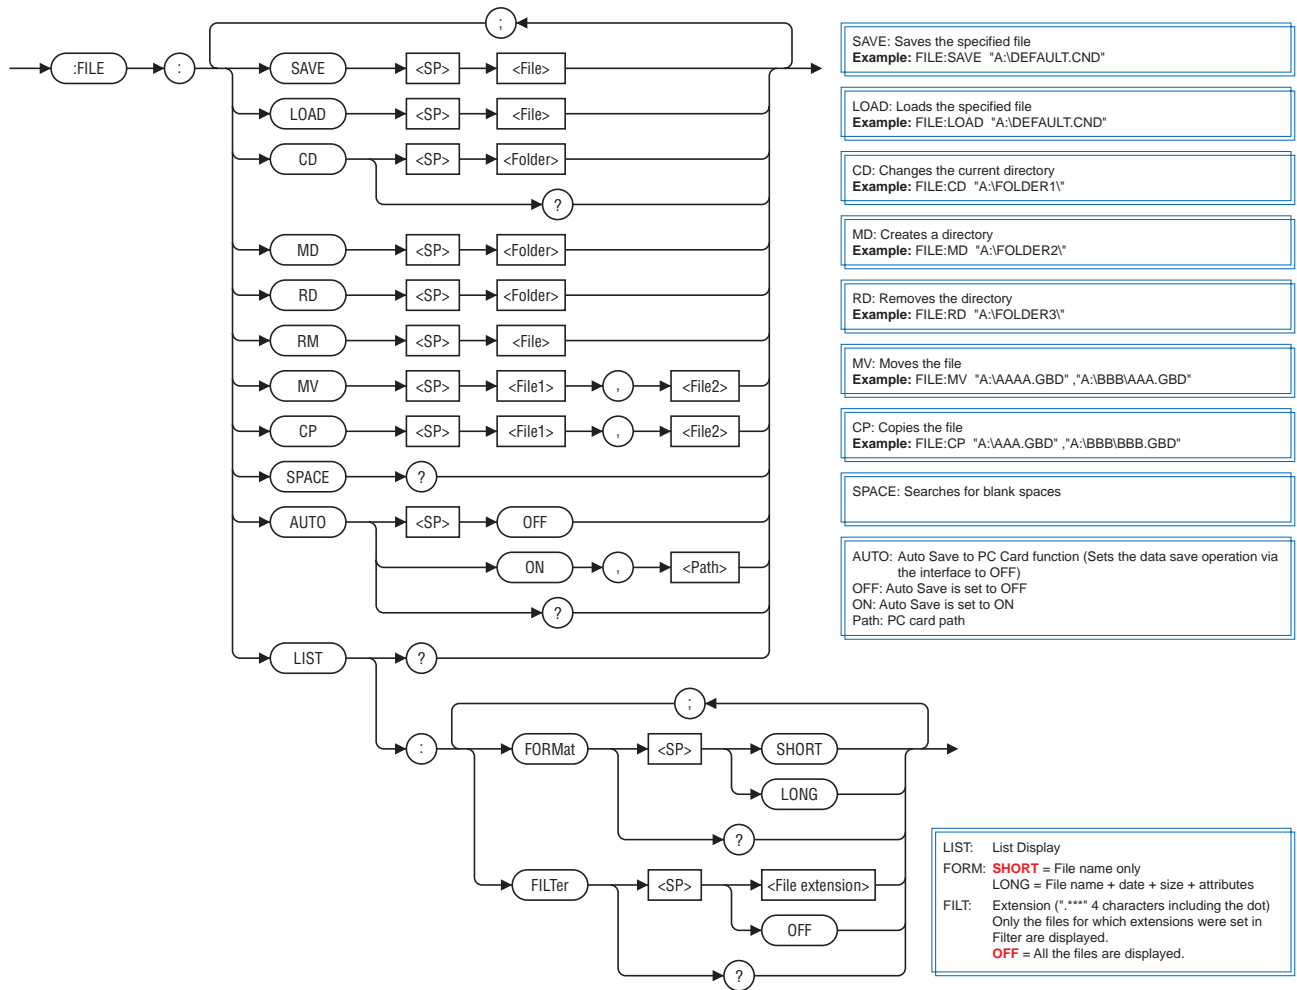 ;
:FILE : SAVE <SP> <File>
LOAD <SP> <File>
CD <SP> <Folder>
?
MD <SP> <Folder>
RD <SP> <Folder>
RM <SP> <File>
MV <SP> <File1> , <File2>
CP <SP> <File1> , <File2>
SPACE ?
AUTO <SP> OFF
ON , <Path>
?
LIST ?
;
: FORMat <SP> SHORT
LONG
?
FILTer <SP> <File extension>
OFF
?
SAVE: Saves the specified file
Example: FILE:SAVE "A:\DEFAULT.CND"
LOAD: Loads the specified file
Example: FILE:LOAD "A:\DEFAULT.CND"
CD: Changes the current directory
Example: FILE:CD "A:\FOLDER1\"
MD: Creates a directory
Example: FILE:MD "A:\FOLDER2\"
RD: Removes the directory
Example: FILE:RD "A:\FOLDER3\"
MV: Moves the file
Example: FILE:MV "A:\AAAA.GBD" ,"A:\BBB\AAA.GBD"
CP: Copies the file
Example: FILE:CP "A:\AAA.GBD" ,"A:\BBB\BBB.GBD"
SPACE: Searches for blank spaces
AUTO: Auto Save to PC Card function (Sets the data save operation via
the interface to OFF)
OFF: Auto Save is set to OFF
ON: Auto Save is set to ON
Path: PC card path
LIST: List Display
FORM: SHORT = File name only
LONG = File name + date + size + attributes
FILT: Extension (".***" 4 characters including the dot)
Only the files for which extensions were set in
Filter are displayed.
OFF = All the files are displayed.